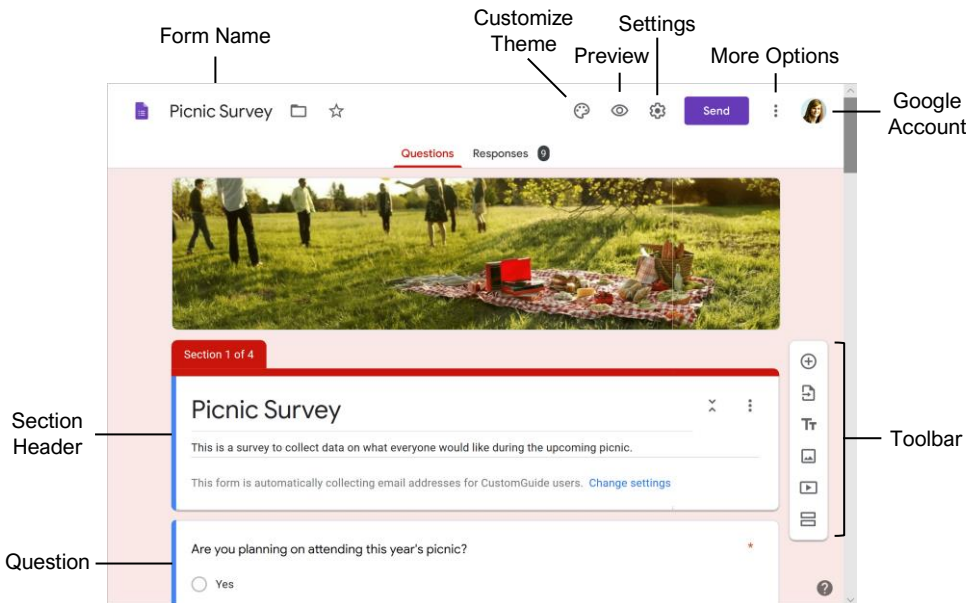 Customize
Theme
Settings
Form Name
Preview
More Options
Picnic Survey
Send
Google
Account
Questions Responses 9
Section 1 of 4
Picnic Survey
Section
Header
This is a survey to collect data on what everyone would like during the upcoming picnic.
Tт
Toolbar
This form is automatically collecting email addresses for CustomGuide users. Change settings
Question
Are you planning on attending this year's picnic? *
Yes
?